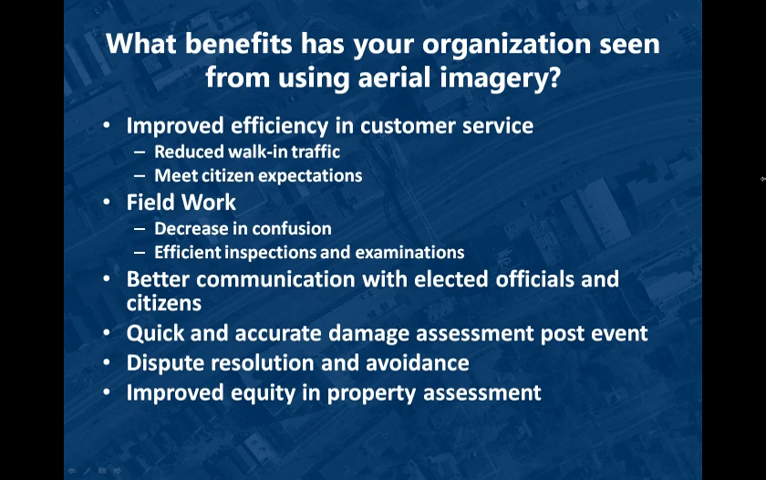 What benefits has your organization seen
from using aerial imagery?
• Improved efficiency in customer service
– Reduced walk-in traffic
– Meet citizen expectations
• Field Work
– Decrease in confusion
– Efficient inspections and examinations
• Better communication with elected officials and
citizens
• Quick and accurate damage assessment post event
• Dispute resolution and avoidance
• Improved equity in property assessment